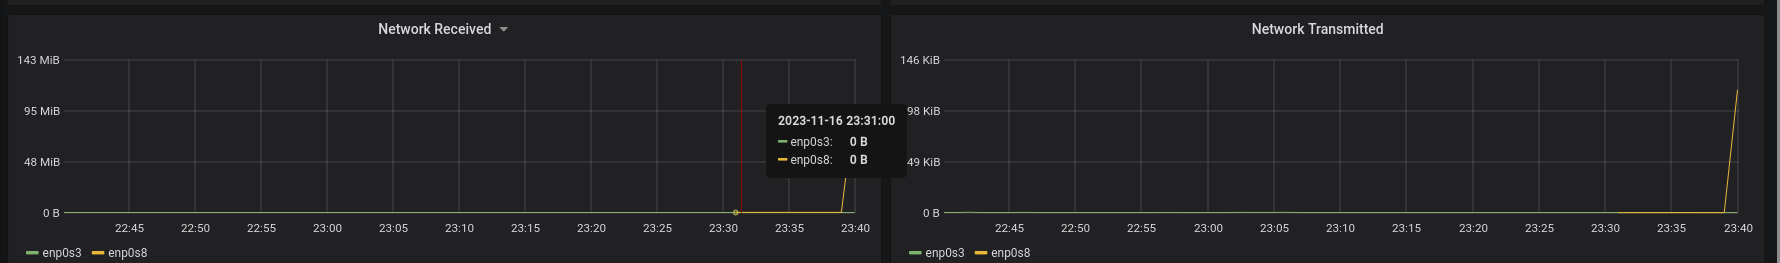 Network Received
143 MiB
95 MiB
48 MiB
0 B
22:45 22:50 22:55 23:00 23:05 23:10 23:15 23:20 23:25 23:30 23:35 23:40
enp0s3 enp0s8
2023-11-16 23:31:00
enp0s3: 0 B
enp0s8: 0 B
Network Transmitted
146 KiB
98 KiB
49 KiB
0 B
22:45 22:50 22:55 23:00 23:05 23:10 23:15 23:20 23:25 23:30 23:35 23:40
enp0s3 enp0s8